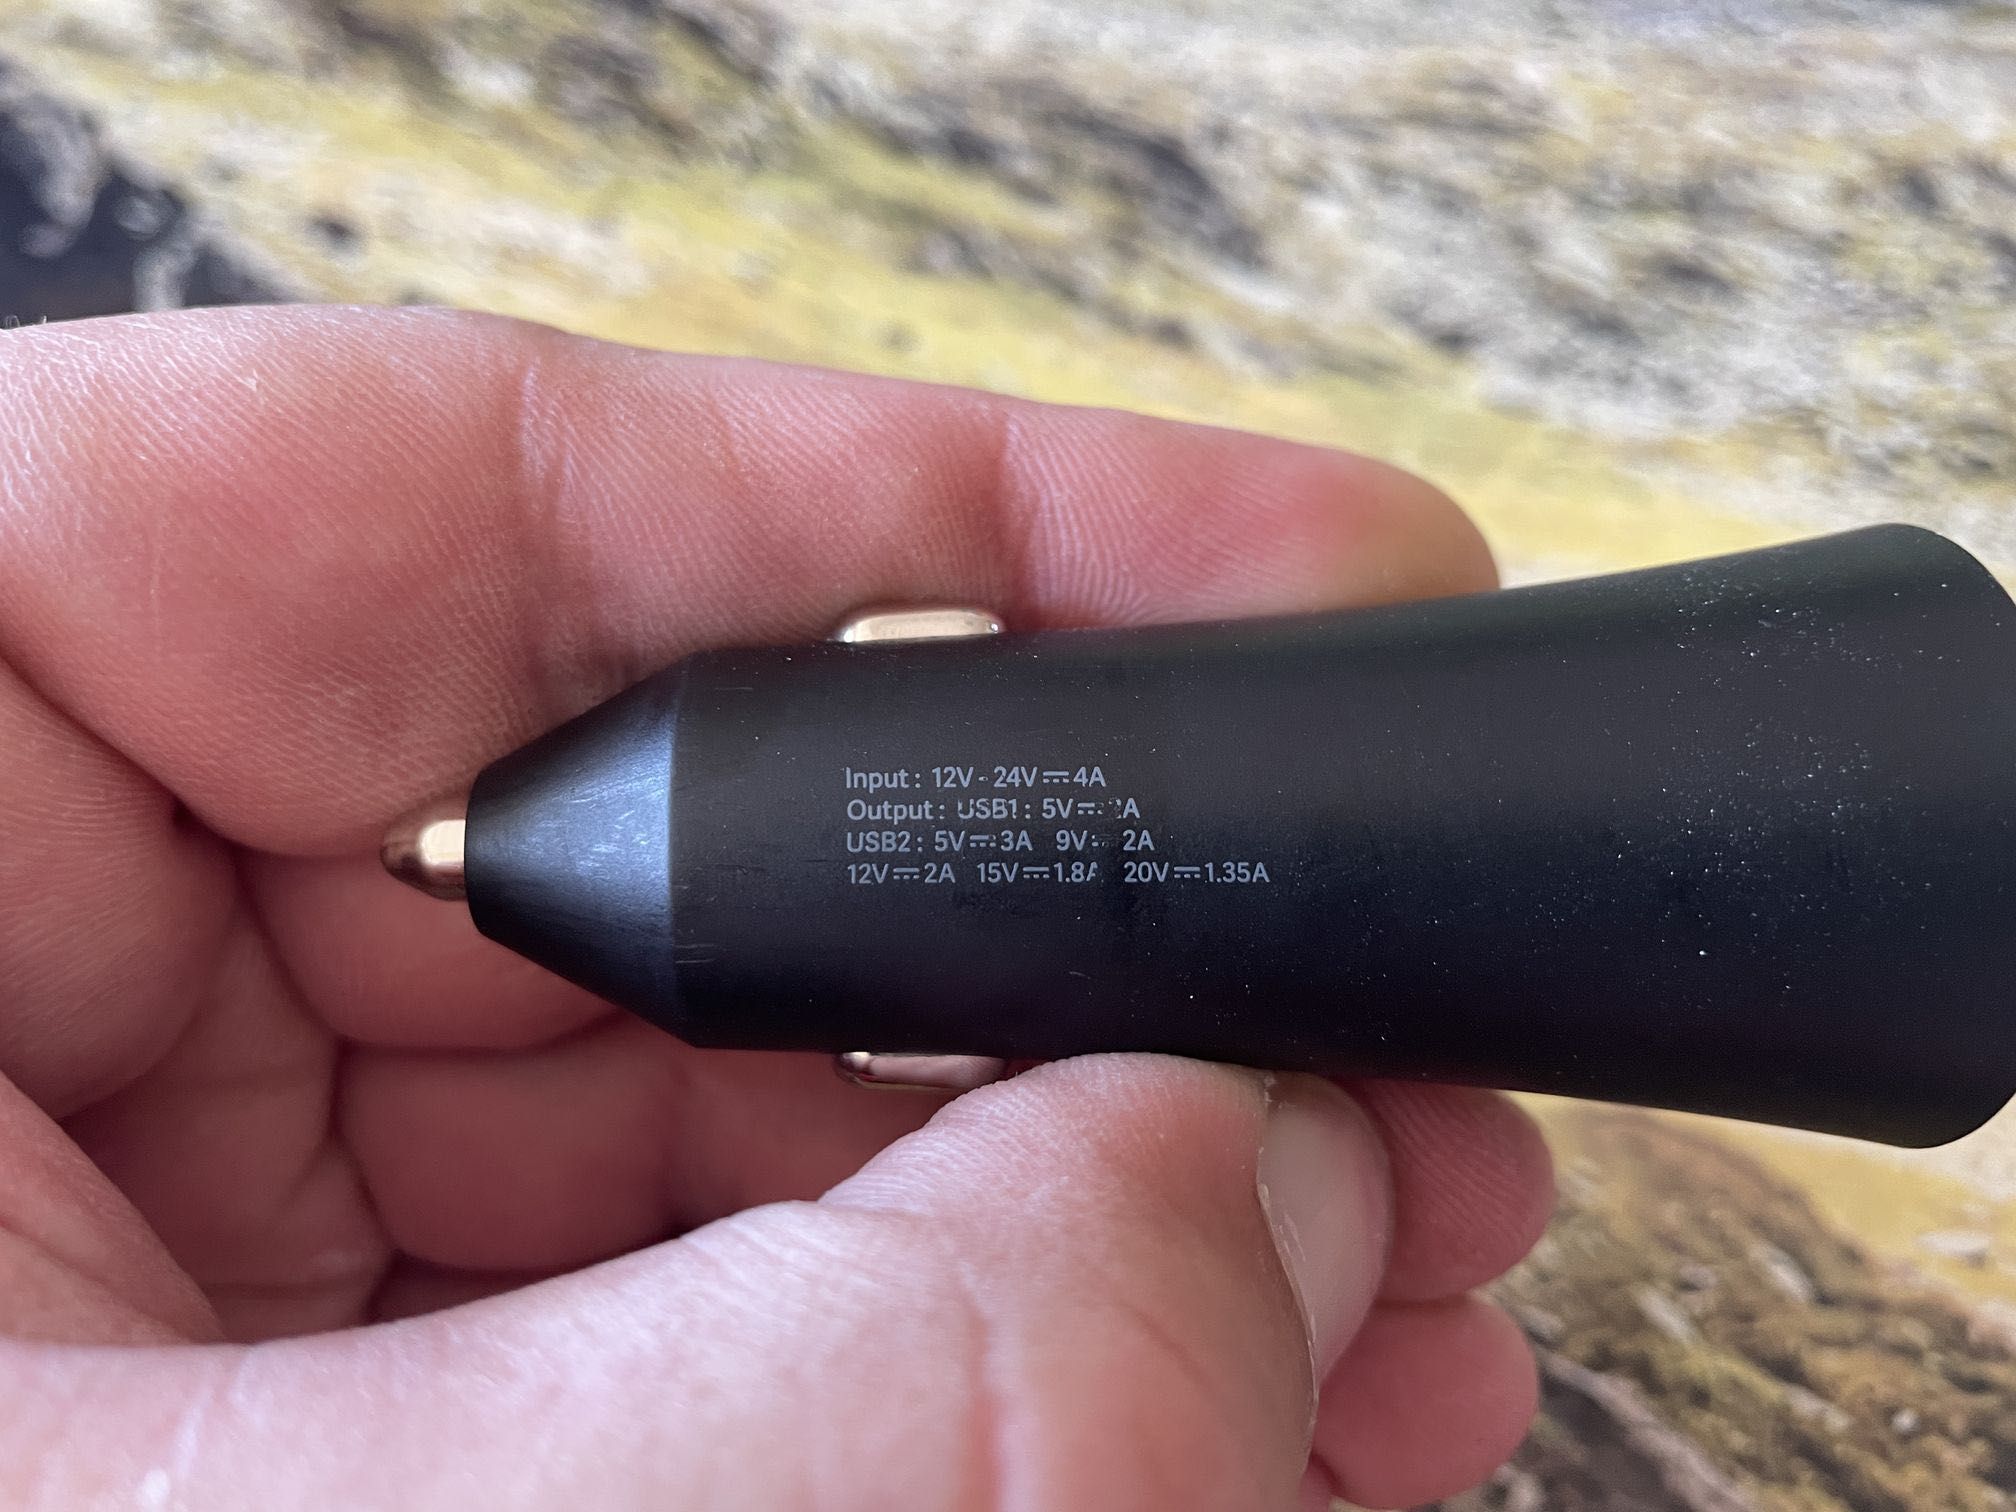 Input: 12V - 24V⎓4A
Output: USB1: 5V⎓
USB2: 5V⎓3A 9V⎓2A
12V⎓2A 15V⎓1.8A 20V⎓1.35A